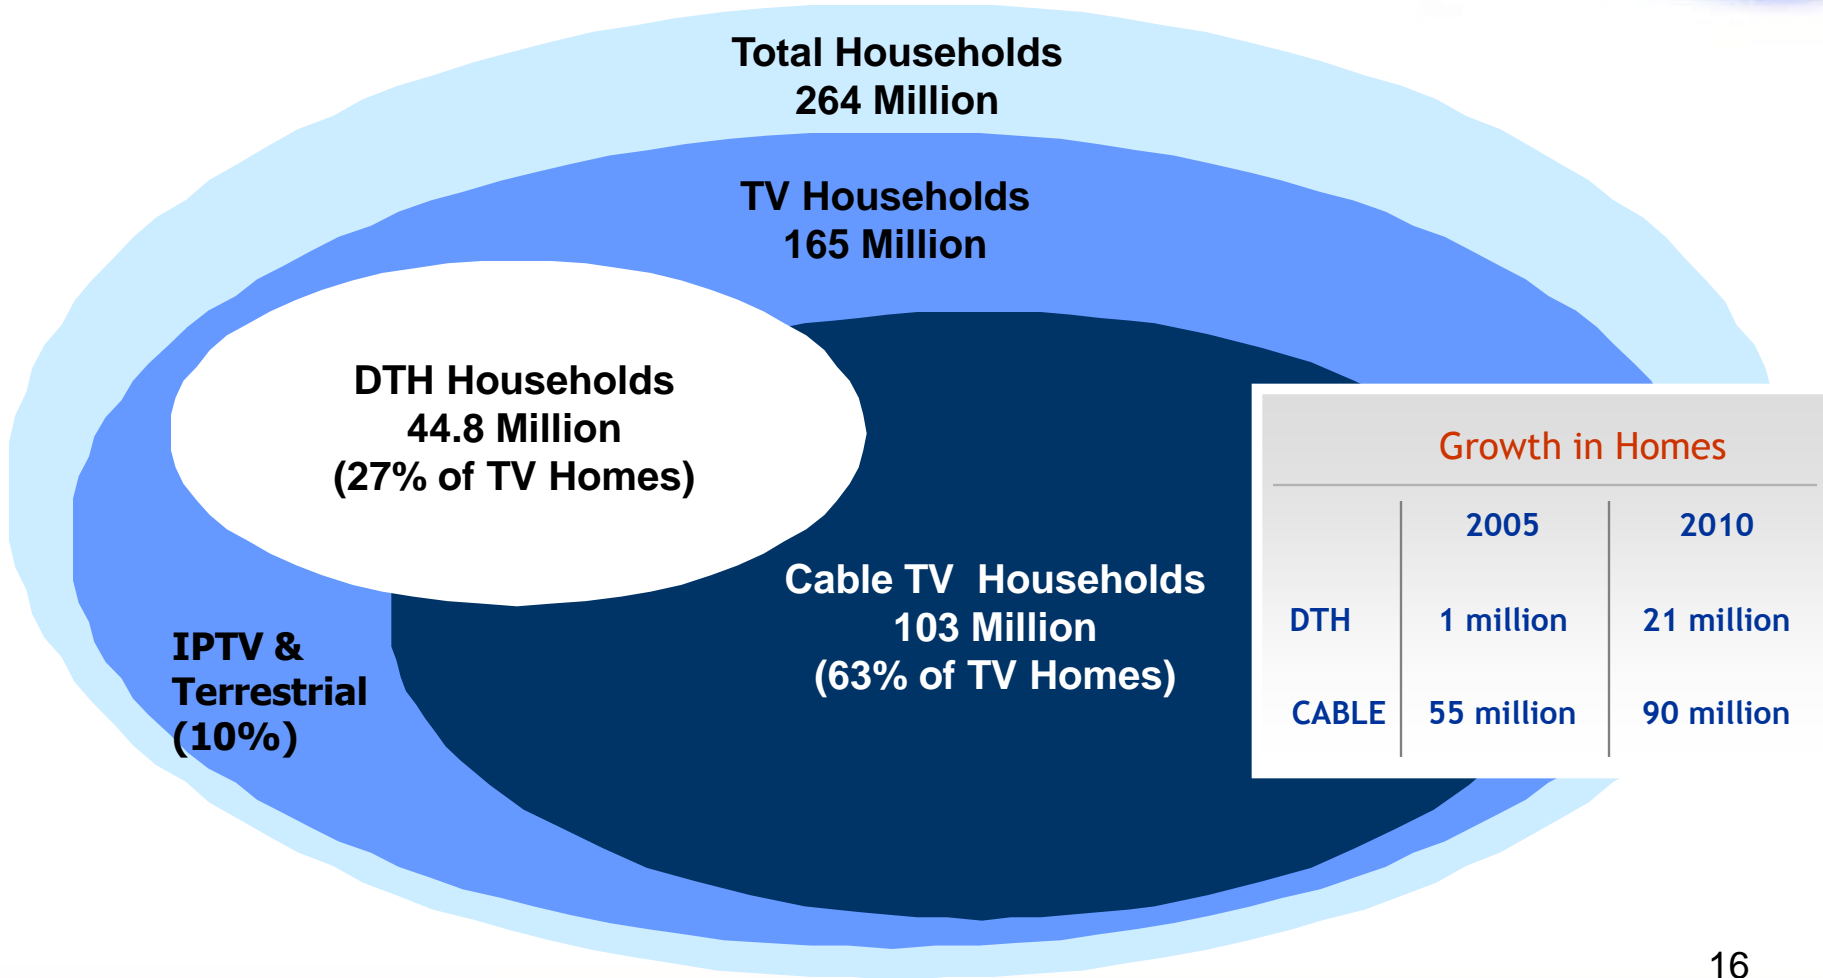 Total Households
264 Million
TV Households
165 Million
DTH Households
44.8 Million
(27% of TV Homes)
Cable TV  Households
103 Million
(63% of TV Homes)
IPTV &
Terrestrial
(10%)
Growth in Homes
2005 2010
DTH 1 million 21 million
CABLE 55 million 90 million
16